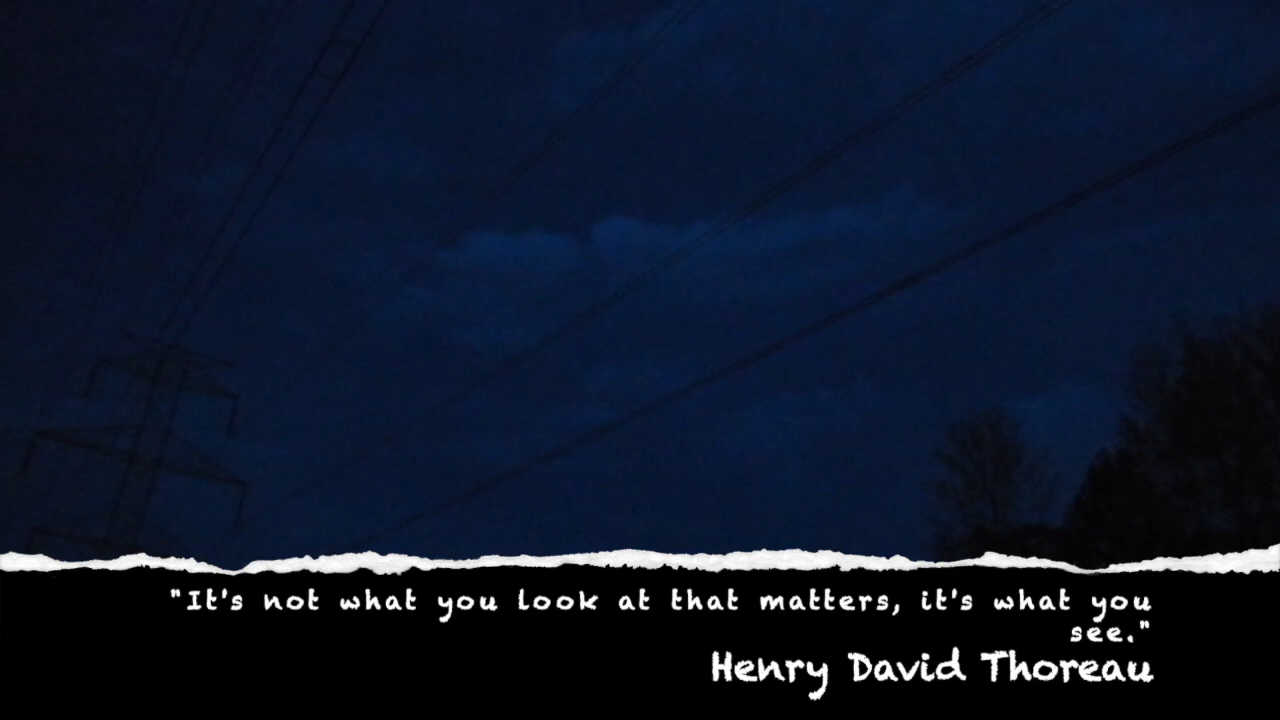 "It's not what you look at that matters, it's what you
see."
Henry David Thoreau